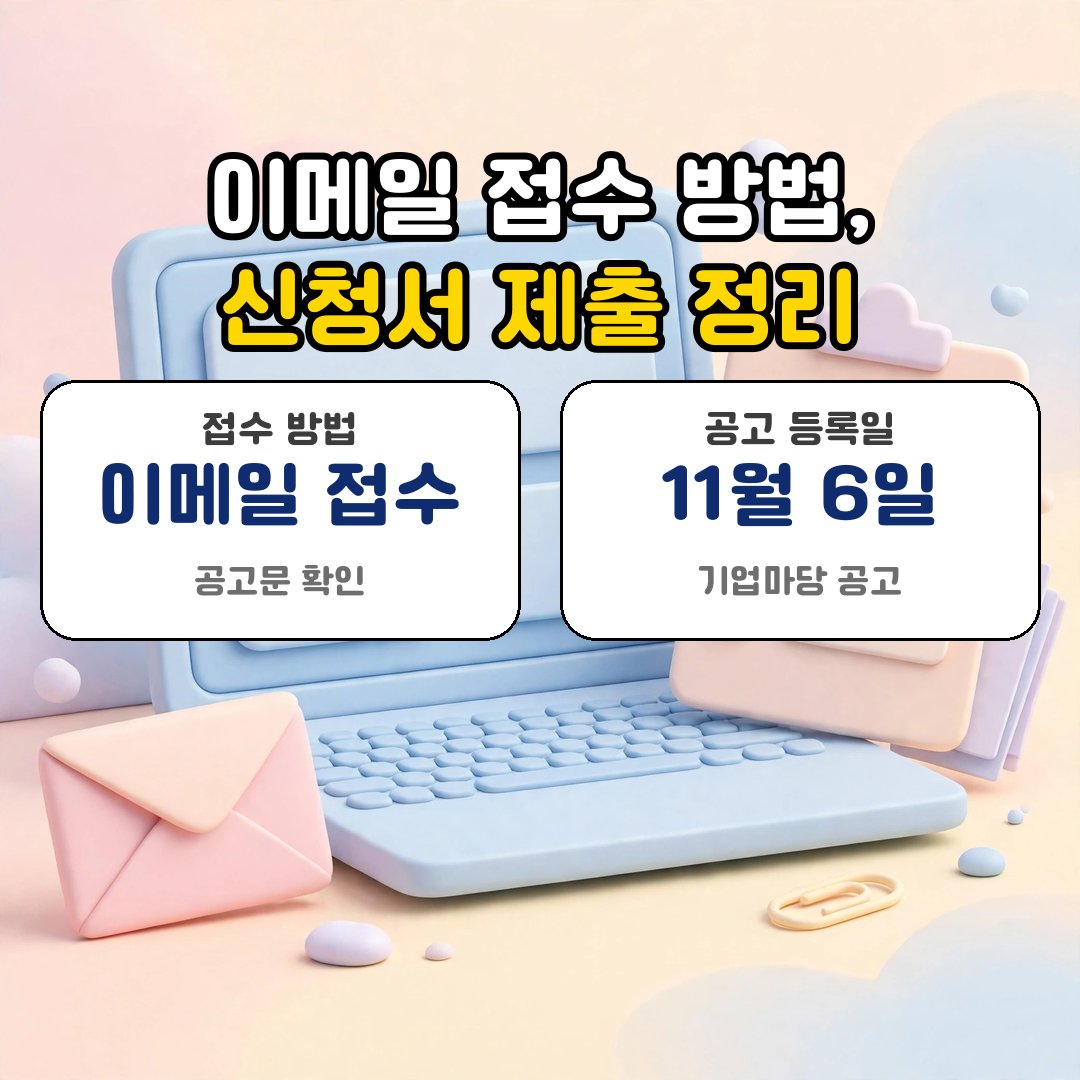 이메일 접수 방법,
신청서 제출 정리
접수 방법
이메일 접수
공고문 확인
공고 등록일
11월 6일
기업마당 공고